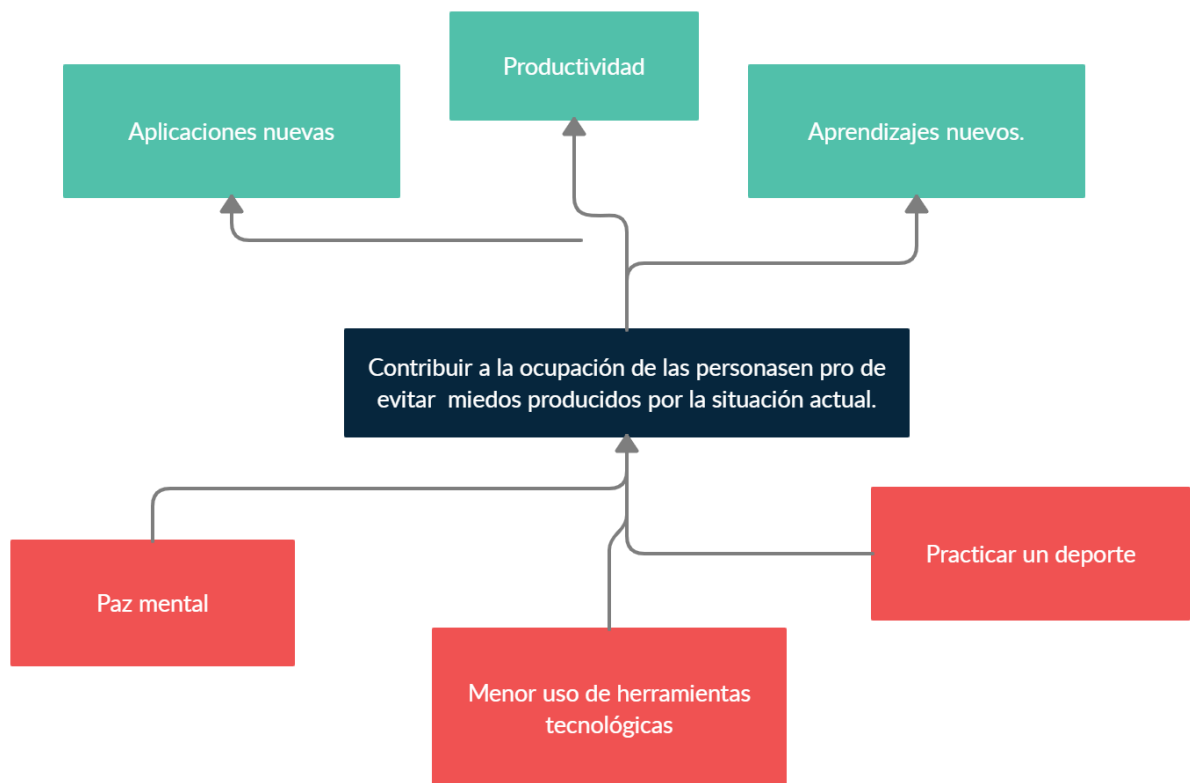 Productividad
Aplicaciones nuevas
Aprendizajes nuevos.
Contribuir a la ocupación de las personasen pro de
evitar  miedos producidos por la situación actual.
Practicar un deporte
Paz mental
Menor uso de herramientas
tecnológicas